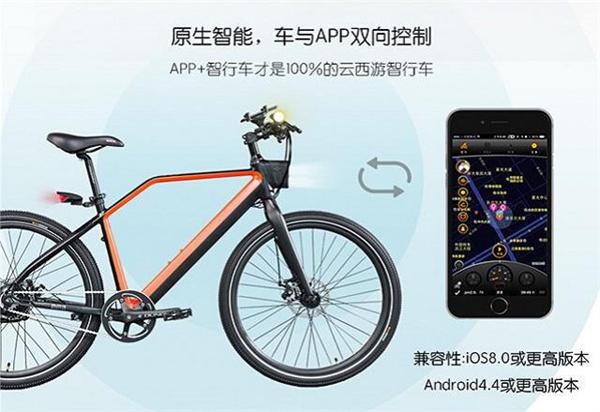 原生智能，车与APP双向控制
APP+智行车才是100%的云西游智行车
兼容性:iOS8.0或更高版本
Android4.4或更高版本